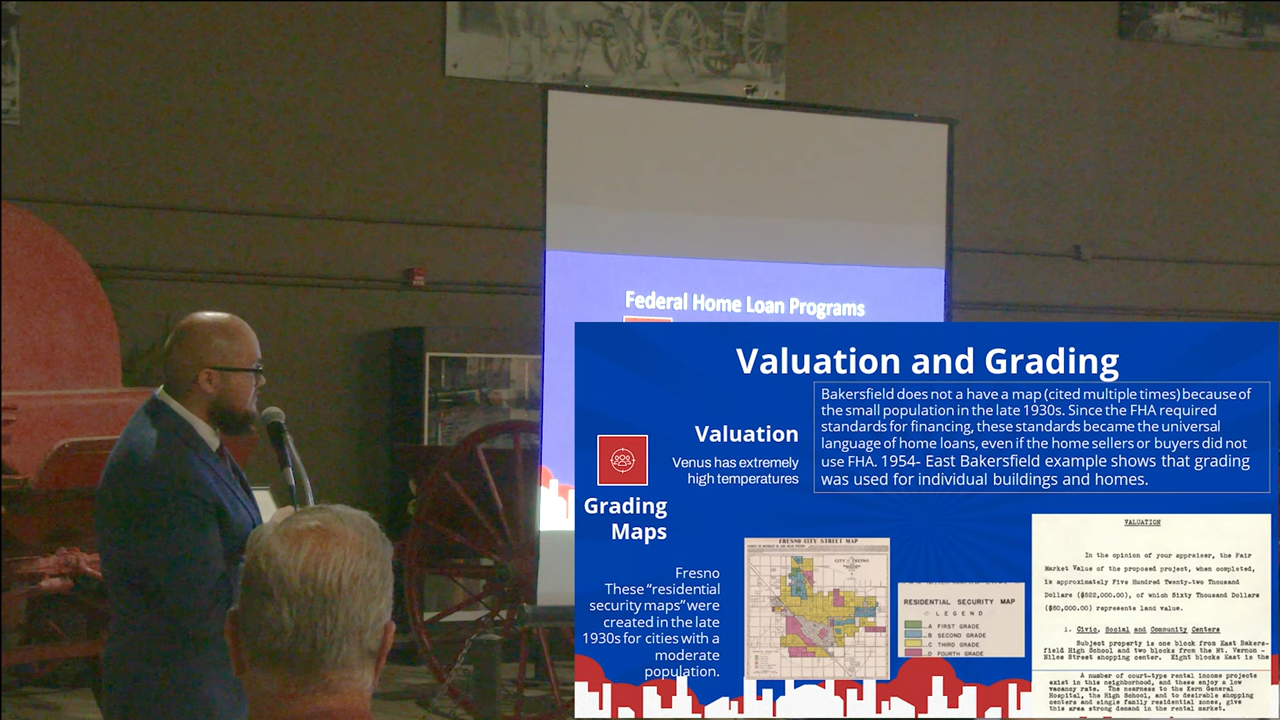 Federal Home Loan Programs
Valuation and Grading
Bakersfield does not a have a map (cited multiple times) because of
the small population in the late 1930s. Since the FHA required
standards for financing, these standards became the universal
language of home loans, even if the home sellers or buyers did not
use FHA. 1954- East Bakersfield example shows that grading
was used for individual buildings and homes.
Valuation
Venus has extremely
high temperatures
Grading
Maps
Fresno
These “residential
security maps” were
created in the late
1930s for cities with a
moderate
population.
FRESNO CITY STREET MAP
CITY OF FRESNO
RESIDENTIAL SECURITY MAP
LEGEND
A FIRST GRADE
B SECOND GRADE
C THIRD GRADE
D FOURTH GRADE
VALUATION
In the opinion of your appraiser, the Fair
Market Value of the proposed project, when completed,
is approximately Five Hundred Twenty-two Thousand
Dollars ($522,000.00), of which Sixty Thousand Dollars
($60,000.00) represents land value.
1. Civic, Social and Community Centers
Subject property is one block from East Bakers-
field High School and two blocks from the Mt. Vernon -
Niles Street shopping center. Eight blocks East is the
A number of court-type rental income projects
exist in this neighborhood, and these enjoy a low
vacancy rate. The nearness to the Kern General
Hospital, the High School, and to desirable shopping
centers and single family residential zones, give
this area strong demand in the rental market.